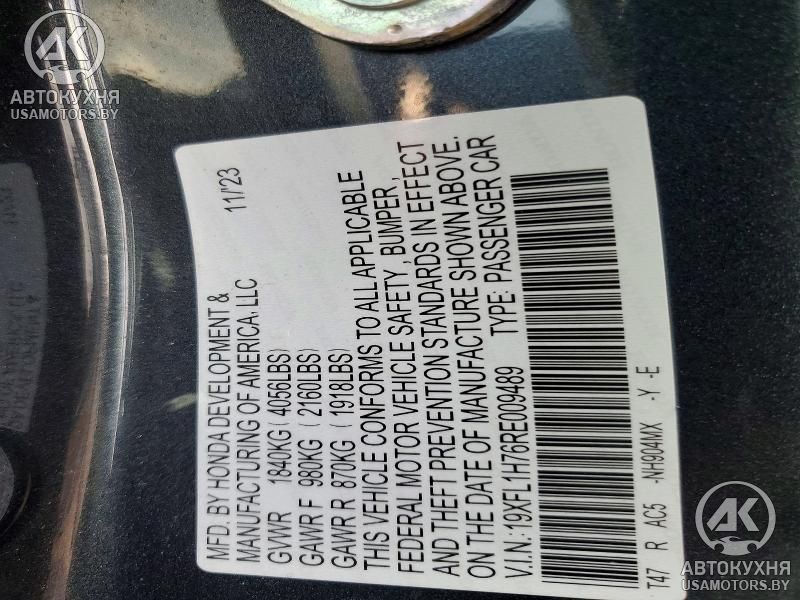 AK
АВТОКУХНЯ
USAMOTORS.BY
MFD. BY HONDA DEVELOPMENT & 11/'23
MANUFACTURING OF AMERICA, LLC
GVWR 1840KG (4056LBS)
GAWR F 980KG (2160LBS)
GAWR R 870KG (1918LBS)
THIS VEHICLE CONFORMS TO ALL APPLICABLE
FEDERAL MOTOR VEHICLE SAFETY, BUMPER,
AND THEFT PREVENTION STANDARDS IN EFFECT
ON THE DATE OF MANUFACTURE SHOWN ABOVE.
V.I.N: 19XFL1H76RE009489 TYPE: PASSENGER CAR
T47 R AC5 -NH904MX -Y -E
AK
АВТОКУХНЯ
USAMOTORS.BY